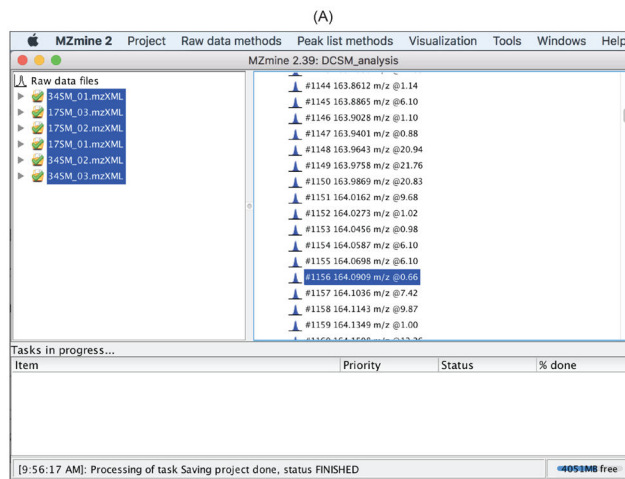 (A)
MZmine 2 Project Raw data methods Peak list methods Visualization Tools Windows Help
MZmine 2.39: DCSM_analysis
Raw data files
34SM_01.mzXML
17SM_03.mzXML
17SM_02.mzXML
17SM_01.mzXML
34SM_02.mzXML
34SM_03.mzXML
#1144 163.8612 m/z @1.14
#1145 163.8865 m/z @6.10
#1146 163.9028 m/z @1.10
#1147 163.9401 m/z @0.88
#1148 163.9643 m/z @20.94
#1149 163.9758 m/z @21.76
#1150 163.9869 m/z @20.83
#1151 164.0162 m/z @9.68
#1152 164.0273 m/z @1.02
#1153 164.0456 m/z @0.98
#1154 164.0587 m/z @6.10
#1155 164.0698 m/z @6.10
#1156 164.0909 m/z @0.66
#1157 164.1036 m/z @7.42
#1158 164.1143 m/z @9.87
#1159 164.1349 m/z @1.00
Tasks in progress...
Item Priority Status % done
[9:56:17 AM]: Processing of task Saving project done, status FINISHED
4051MB free